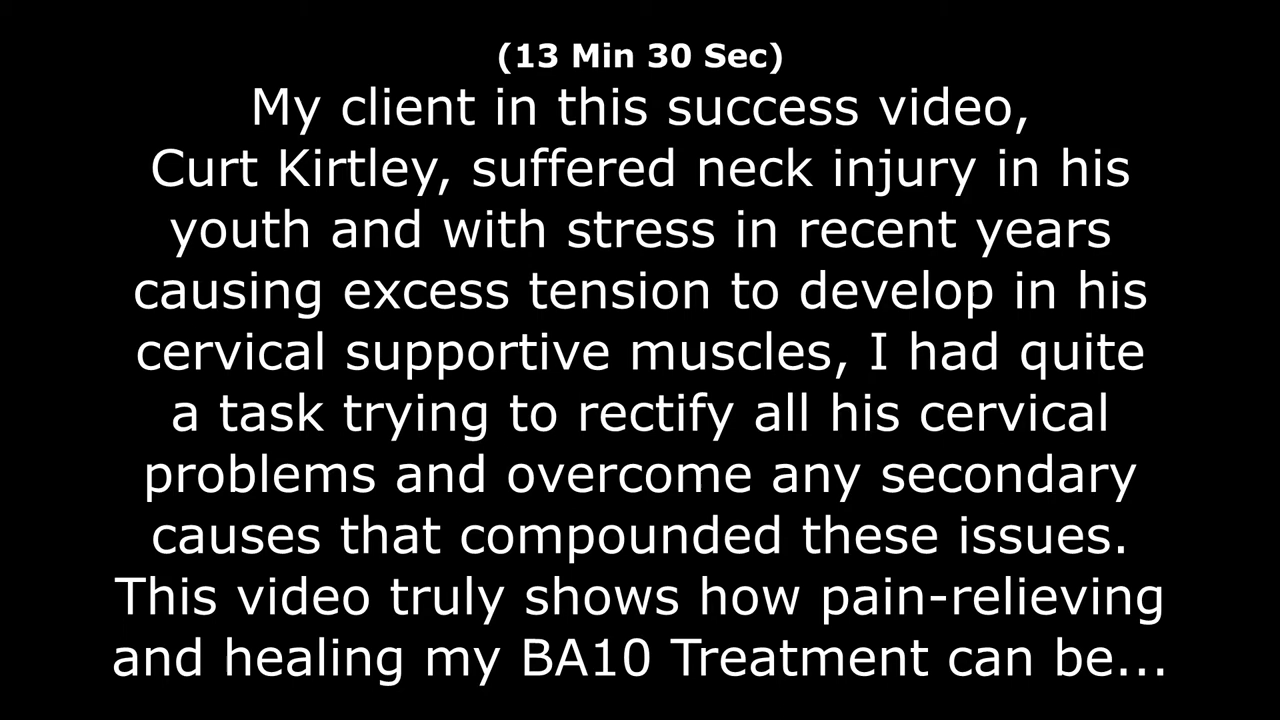 (13 Min 30 Sec)
My client in this success video,
Curt Kirtley, suffered neck injury in his
youth and with stress in recent years
causing excess tension to develop in his
cervical supportive muscles, I had quite
a task trying to rectify all his cervical
problems and overcome any secondary
causes that compounded these issues.
This video truly shows how pain-relieving
and healing my BA10 Treatment can be...